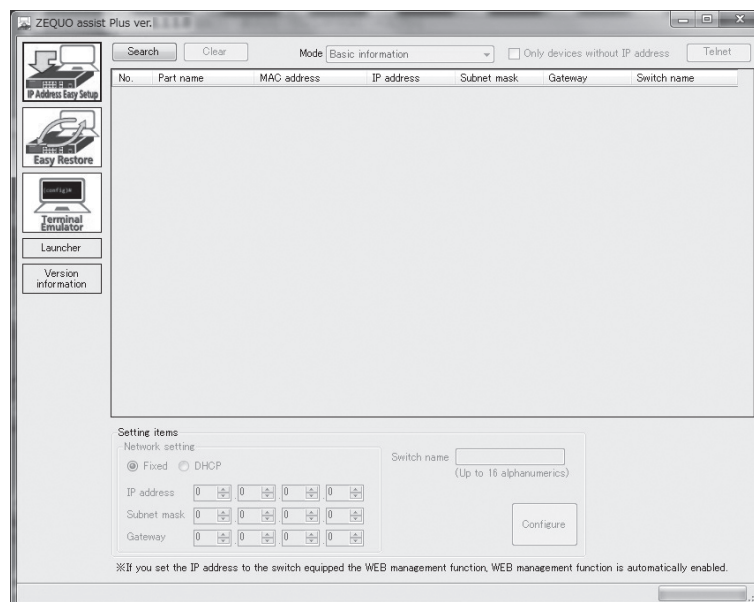 ZEQUO assist Plus ver.
Search
Clear
Mode
Basic information
Only devices without IP address
Telnet
No. Part name MAC address IP address Subnet mask Gateway Switch name
IP Address Easy Setup
Easy Restore
(config)#
Terminal
Emulator
Launcher
Version
information
Setting items
Network setting
Fixed DHCP
IP address 0 . 0 . 0 . 0
Subnet mask 0 . 0 . 0 . 0
Gateway 0 . 0 . 0 . 0
Switch name
(Up to 16 alphanumerics)
Configure
※If you set the IP address to the switch equipped the WEB manasement function, WEB manasement function is automatically enabled.